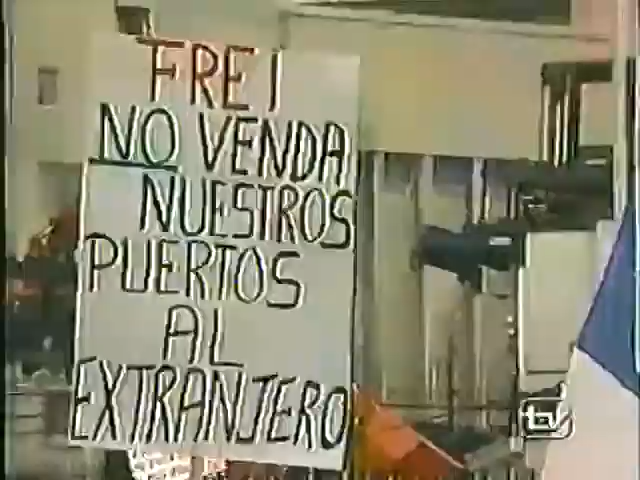 FREI
NO VENDA
NUESTROS
PUERTOS
AL
EXTRANJERO
tv